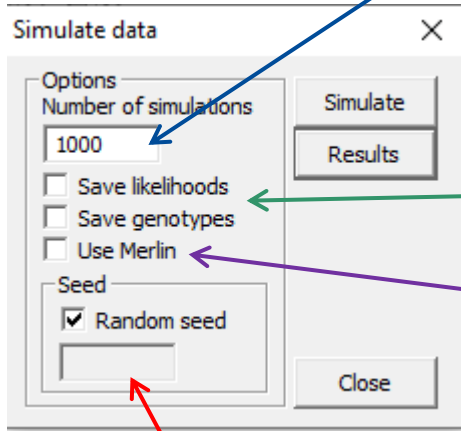 Simulate data
Options
Number of simulations
1000
Save likelihoods
Save genotypes
Use Merlin
Seed
Random seed
Simulate
Results
Close